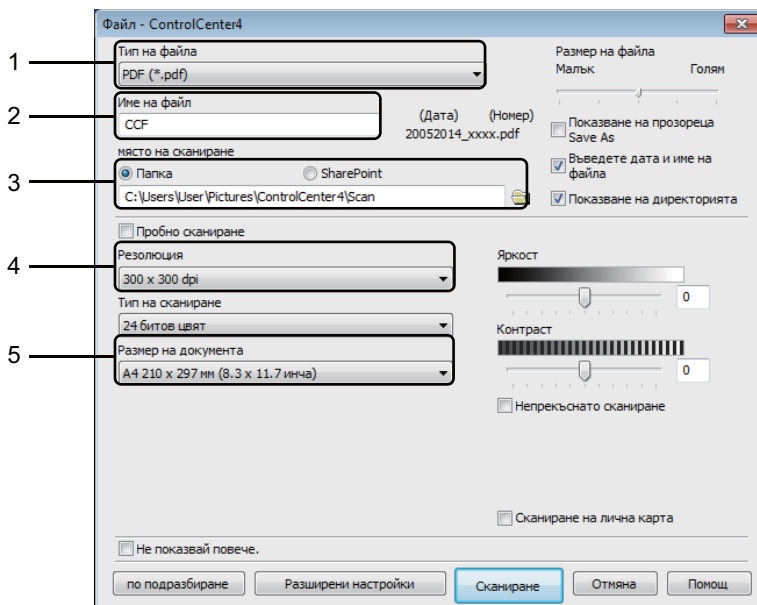 Файл - ControlCenter4
1
Тип на файла
PDF (*.pdf)
Размер на файла
Малък
Голям
2
Име на файл
CCF
(Дата)
(Номер)
20052014_xxxx.pdf
Показване на прозореца
Save As
Въведете дата и име на
файла
Показване на директорията
място на сканиране
3
Папка
SharePoint
C:\Users\User\Pictures\ControlCenter4\Scan
Пробно сканиране
4
Резолюция
300 x 300 dpi
Тип на сканиране
24 битов цвят
5
Размер на документа
A4 210 x 297 мм (8.3 x 11.7 инча)
Яркост
0
Контраст
0
Непрекъснато сканиране
Сканиране на лична карта
Не показвай повече.
по подразбиране
Разширени настройки
Сканиране
Отмяна
Помощ